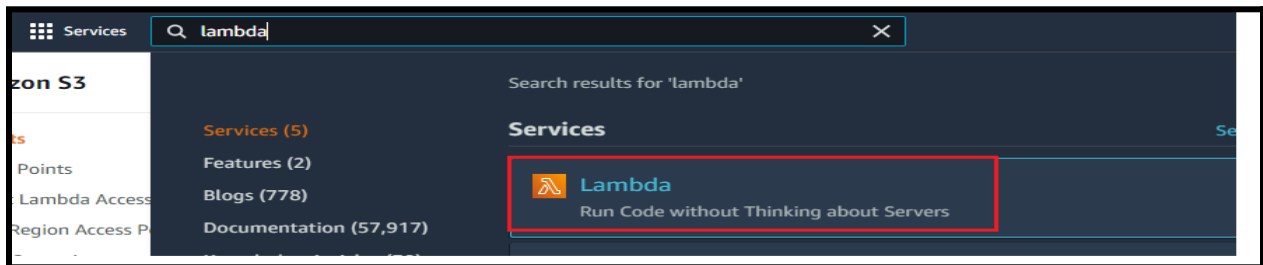 Services
lambda
zon S3
ts
Points
Lambda Access
Region Access P
Search results for 'lambda'
Services (5)
Features (2)
Blogs (778)
Documentation (57,917)
Services
Se
Lambda
Run Code without Thinking about Servers